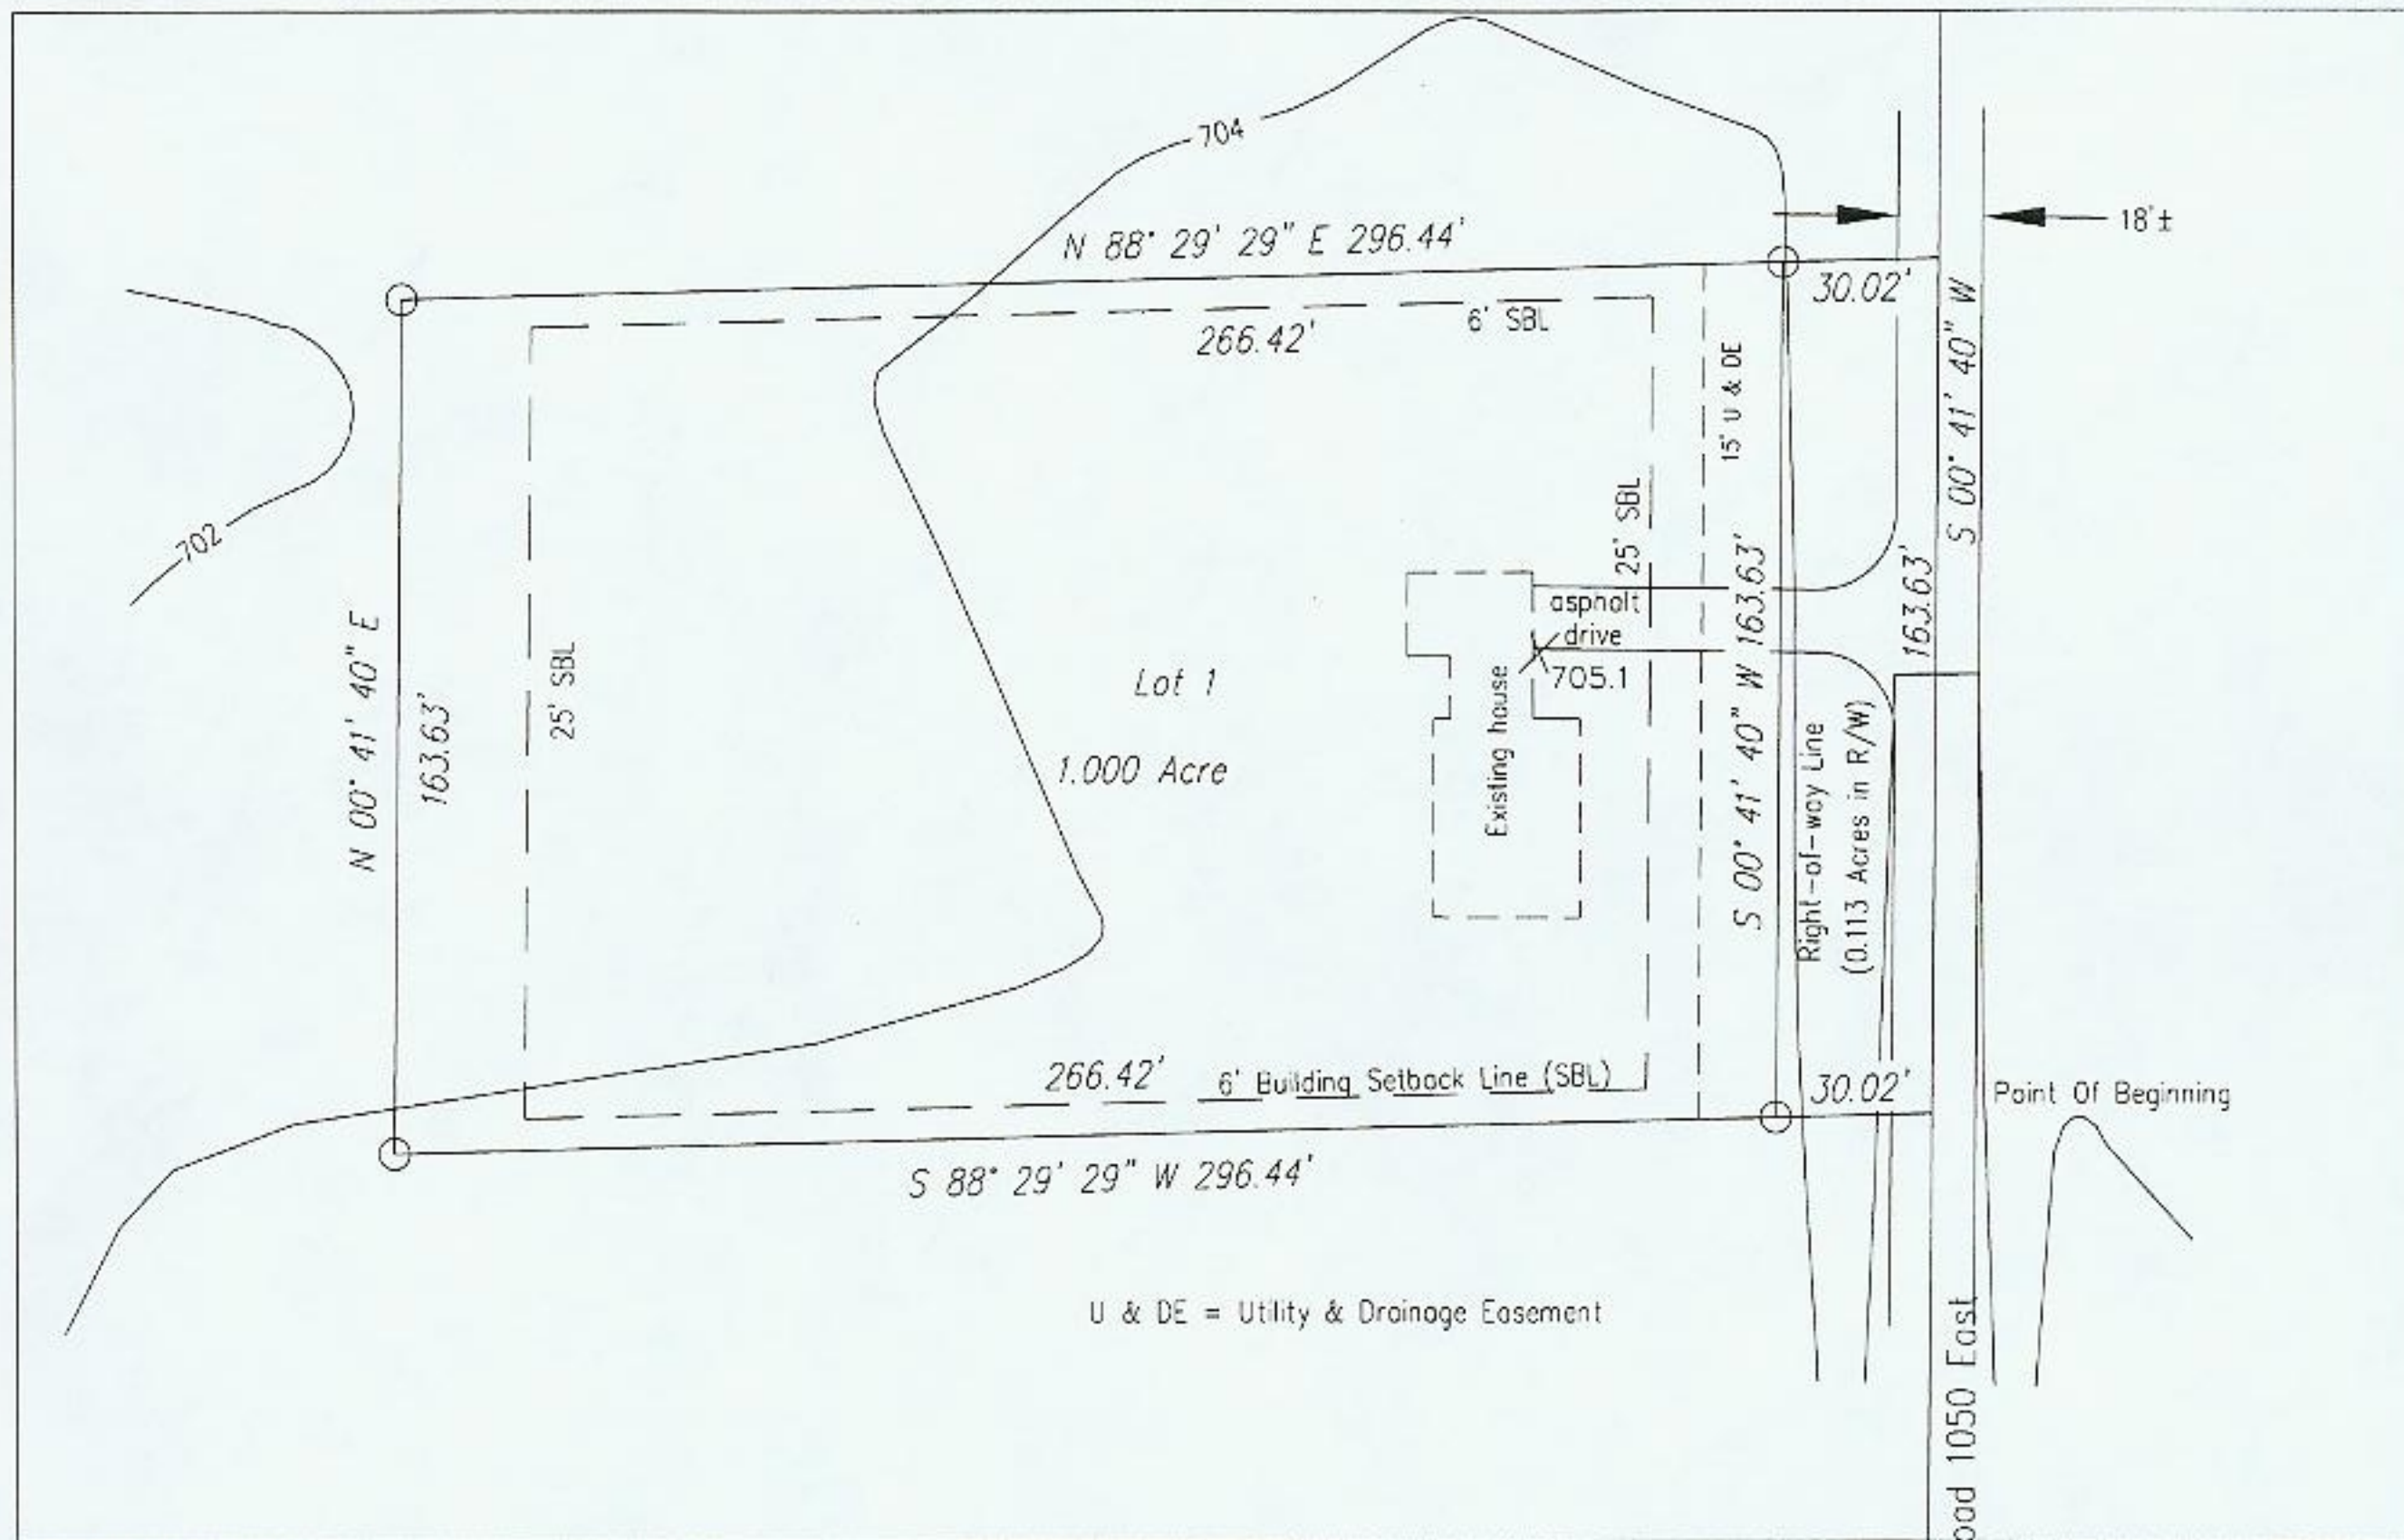 704
18'±
N 88° 29' 29" E 296.44'
30.02'
6' SBL
266.42'
S 00° 41' 40" W
15' U & DE
702
25' SBL
163.63'
asphalt
drive
705.1
N 00° 41' 40" E
163.63'
25' SBL
Lot 1
1.000 Acre
Existing house
S 00° 41' 40" W 163.63'
Right-of-way Line
(0.113 Acres in R/W)
266.42'
6' Building Setback Line (SBL)
30.02'
Point Of Beginning
S 88° 29' 29" W 296.44'
U & DE = Utility & Drainage Easement
oad 1050 East